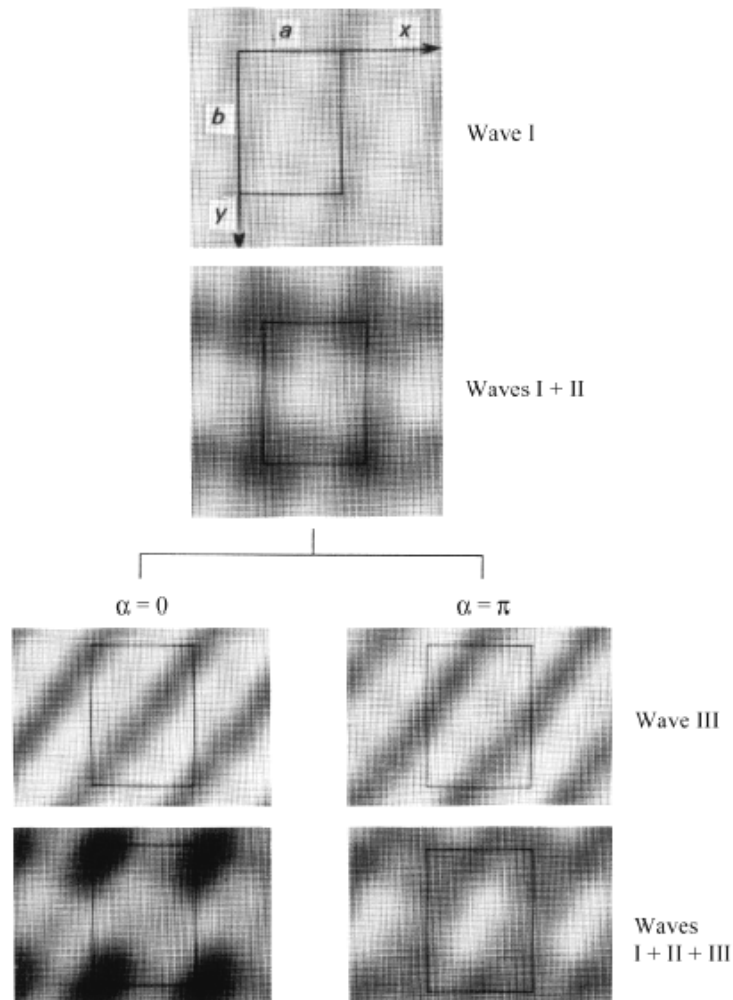 a x
b
y
Wave I
Waves I + II
α = 0 α = π
Wave III
Waves
I + II + III